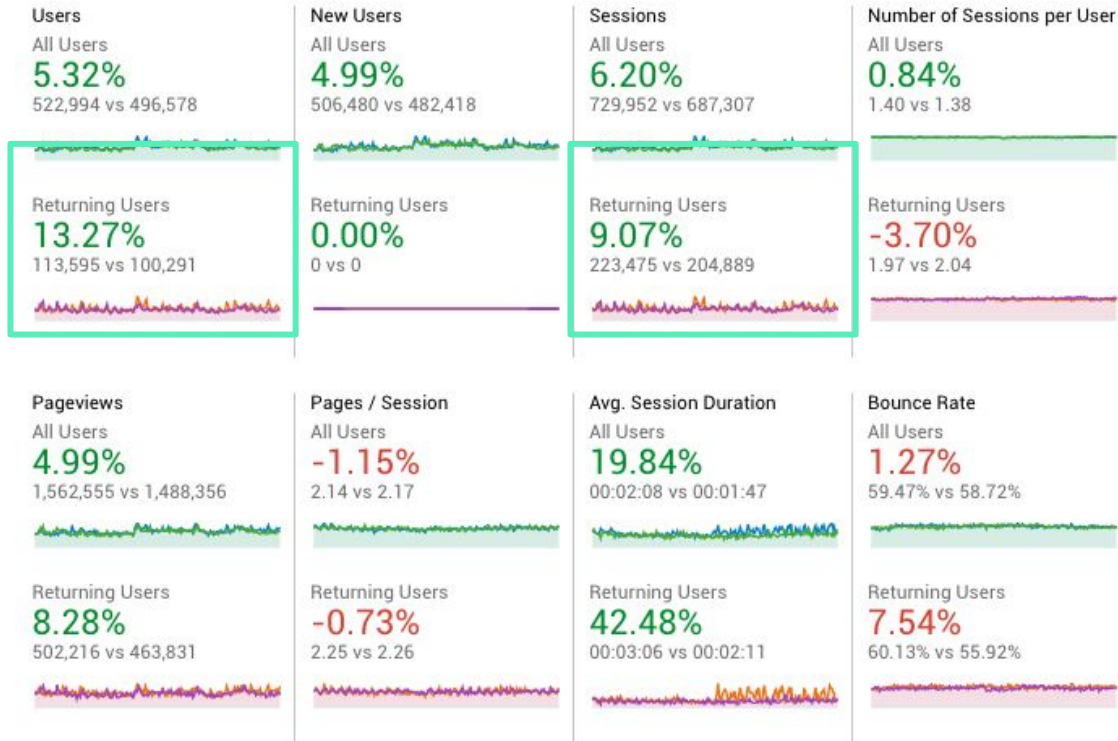 Users
All Users
5.32%
522,994 vs 496,578
Returning Users
13.27%
113,595 vs 100,291
New Users
All Users
4.99%
506,480 vs 482,418
Returning Users
0.00%
0 vs 0
Sessions
All Users
6.20%
729,952 vs 687,307
Returning Users
9.07%
223,475 vs 204,889
Number of Sessions per User
All Users
0.84%
1.40 vs 1.38
Returning Users
-3.70%
1.97 vs 2.04
Pageviews
All Users
4.99%
1,562,555 vs 1,488,356
Returning Users
8.28%
502,216 vs 463,831
Pages / Session
All Users
-1.15%
2.14 vs 2.17
Returning Users
-0.73%
2.25 vs 2.26
Avg. Session Duration
All Users
19.84%
00:02:08 vs 00:01:47
Returning Users
42.48%
00:03:06 vs 00:02:11
Bounce Rate
All Users
1.27%
59.47% vs 58.72%
Returning Users
7.54%
60.13% vs 55.92%